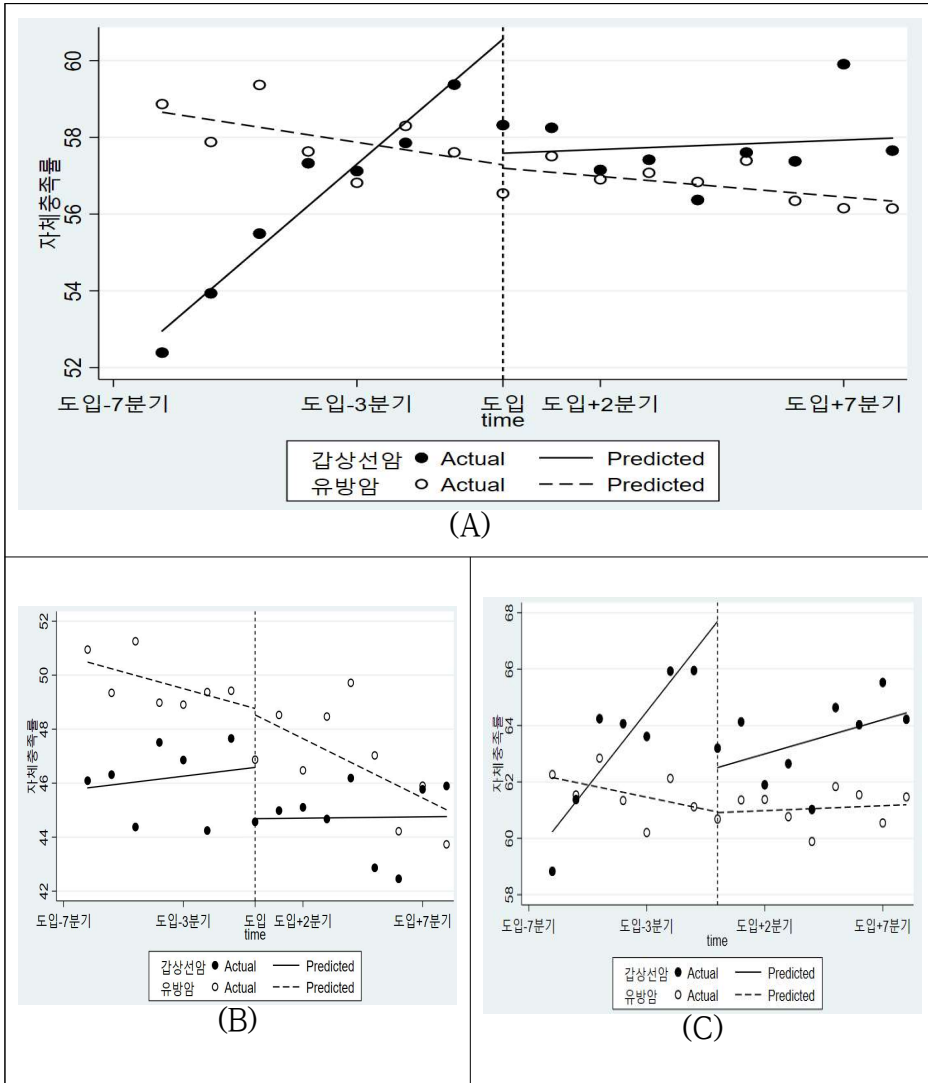 60
58
56
54
52
자체충족률
도입-7분기 도입-3분기 도입 도입+2분기 도입+7분기
time
갑상선암 Actual Predicted
유방암 Actual Predicted
(A)
52
50
48
46
44
42
자체충족률
도입-7분기 도입-3분기 도입 도입+2분기 도입+7분기
time
갑상선암 Actual Predicted
유방암 Actual Predicted
(B)
68
66
64
62
60
58
자체충족률
도입-7분기 도입-3분기 도입+2분기 도입+7분기
time
갑상선암 Actual Predicted
유방암 Actual Predicted
(C)